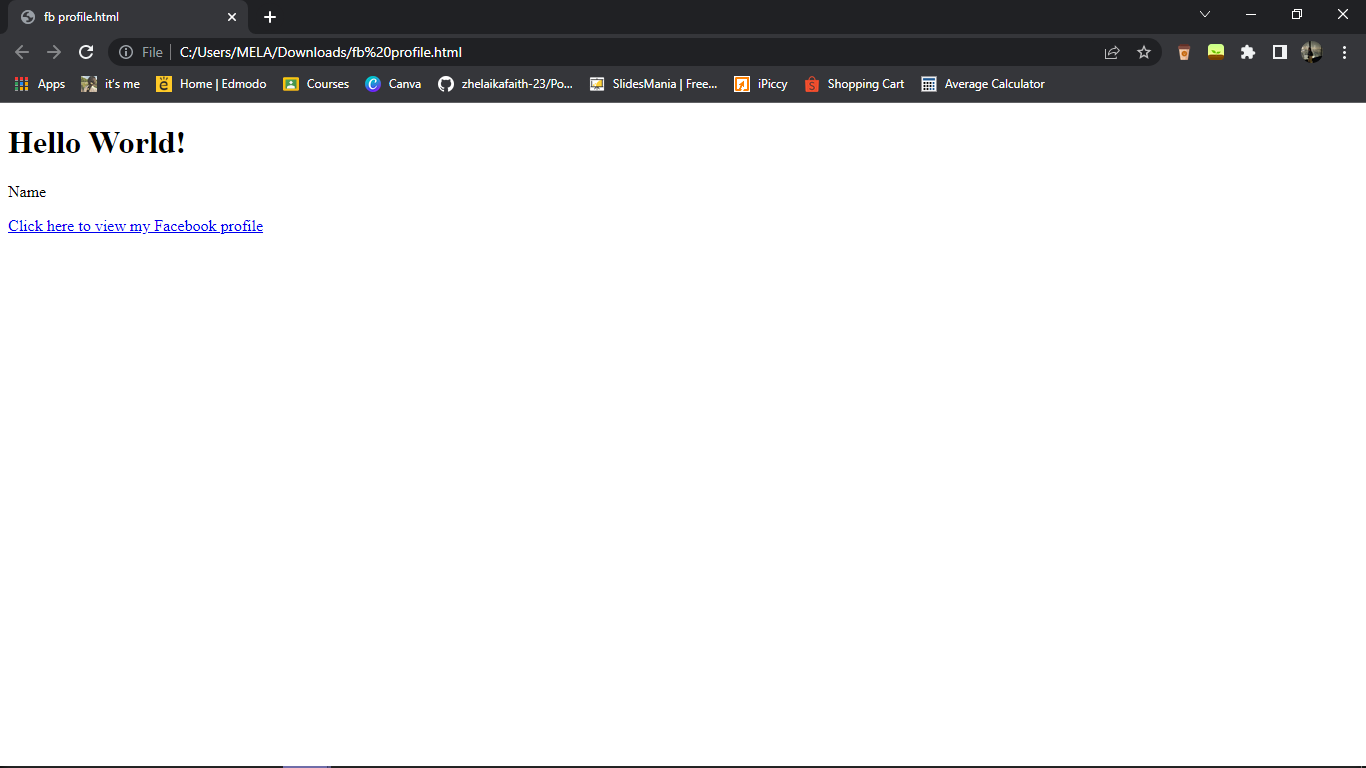 fb profile.html
File C:/Users/MELA/Downloads/fb%20profile.html
Apps it's me Home | Edmodo Courses Canva zhelaikafaith-23/Po... SlidesMania | Free... iPiccy Shopping Cart Average Calculator
Hello World!
Name
Click here to view my Facebook profile